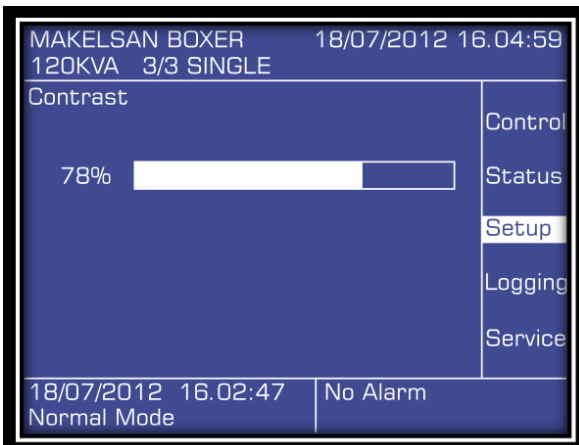 MAKELSAN BOXER 18/07/2012 16.04:59
120KVA 3/3 SINGLE
Contrast
Control
78%
Status
Setup
Logging
Service
18/07/2012 16.02:47 No Alarm
Normal Mode